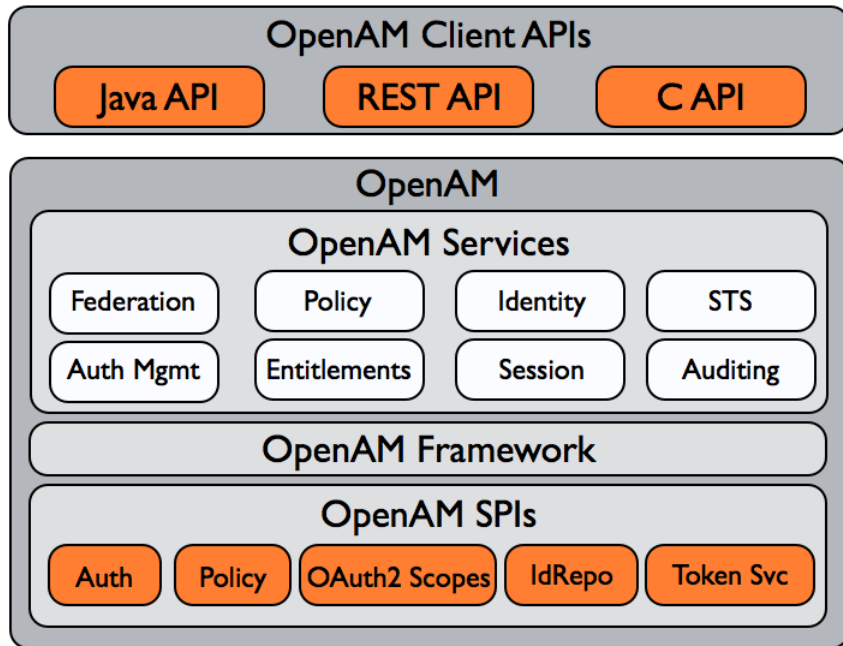 OpenAM Client APIs
Java API
REST API
C API
OpenAM
OpenAM Services
Federation
Policy
Identity
STS
Auth Mgmt
Entitlements
Session
Auditing
OpenAM Framework
OpenAM SPIs
Auth
Policy
OAuth2 Scopes
IdRepo
Token Svc